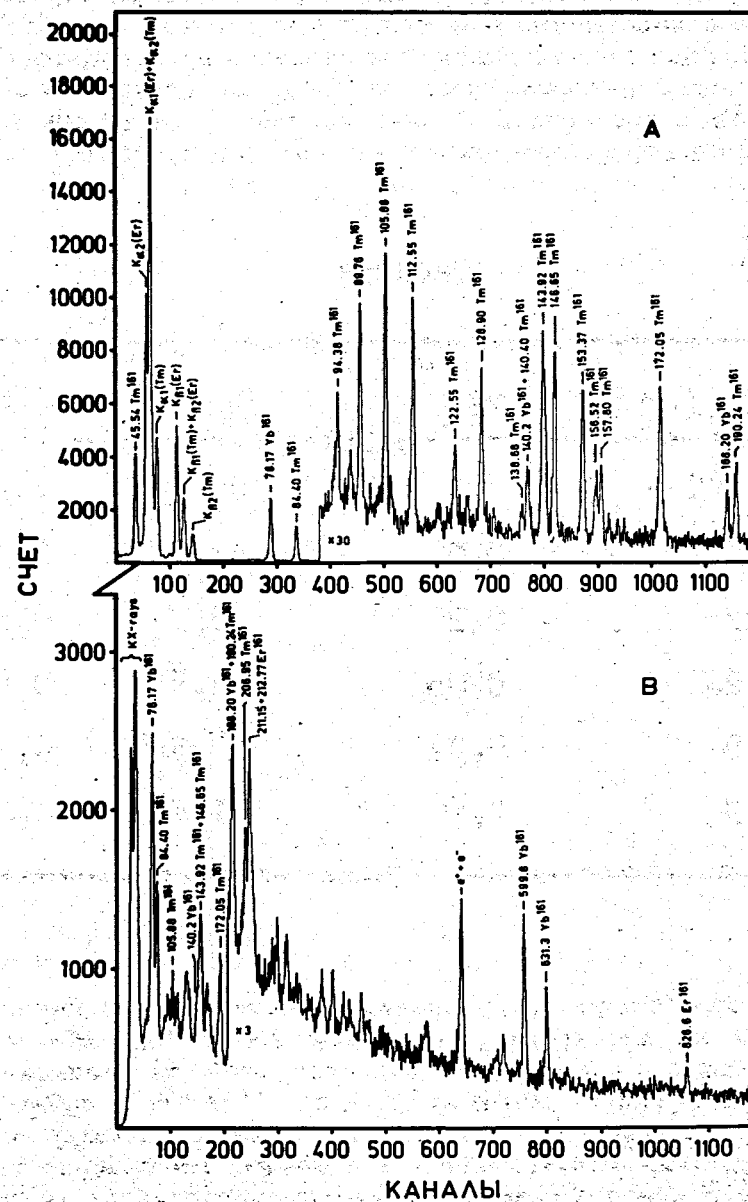 СЧЕТ
20000
18000
16000
14000
12000
10000
8000
6000
4000
2000
A
45.54 Tm¹⁶¹
Kα2(Er)
Kα1(Er)+Kα2(Tm)
Kα1(Tm)
Kβ1(Er)
Kβ1(Tm)+Kβ2(Er)
Kβ2(Tm)
78.17 Yb¹⁶¹
84.40 Tm¹⁶¹
×30
94.38 Tm¹⁶¹
99.76 Tm¹⁶¹
105.88 Tm¹⁶¹
112.55 Tm¹⁶¹
122.55 Tm¹⁶¹
128.90 Tm¹⁶¹
138.68 Tm¹⁶¹
140.2 Yb¹⁶¹+140.40 Tm¹⁶¹
143.92 Tm¹⁶¹
146.65 Tm¹⁶¹
153.37 Tm¹⁶¹
156.52 Tm¹⁶¹
157.80 Tm¹⁶¹
172.05 Tm¹⁶¹
188.20 Yb¹⁶¹
190.24 Tm¹⁶¹
100 200 300 400 500 600 700 800 900 1000 1100
3000
2000
1000
B
KX-rays
78.17 Yb¹⁶¹
84.40 Tm¹⁶¹
105.88 Tm¹⁶¹
140.2 Yb¹⁶¹
143.92 Tm¹⁶¹+146.65 Tm¹⁶¹
172.05 Tm¹⁶¹
188.20 Yb¹⁶¹+190.24 Tm¹⁶¹
206.95 Tm¹⁶¹
211.15+212.77 Er¹⁶¹
×3
e⁺+e⁻
599.8 Yb¹⁶¹
631.3 Yb¹⁶¹
826.6 Er¹⁶¹
100 200 300 400 500 600 700 800 900 1000 1100
КАНАЛЫ